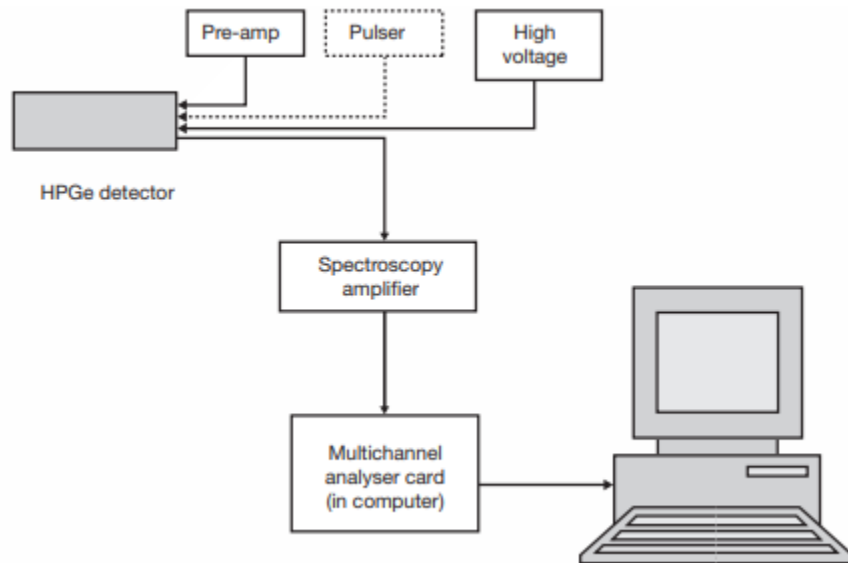 Pre-amp
Pulser
High
voltage
HPGe detector
Spectroscopy
amplifier
Multichannel
analyser card
(in computer)